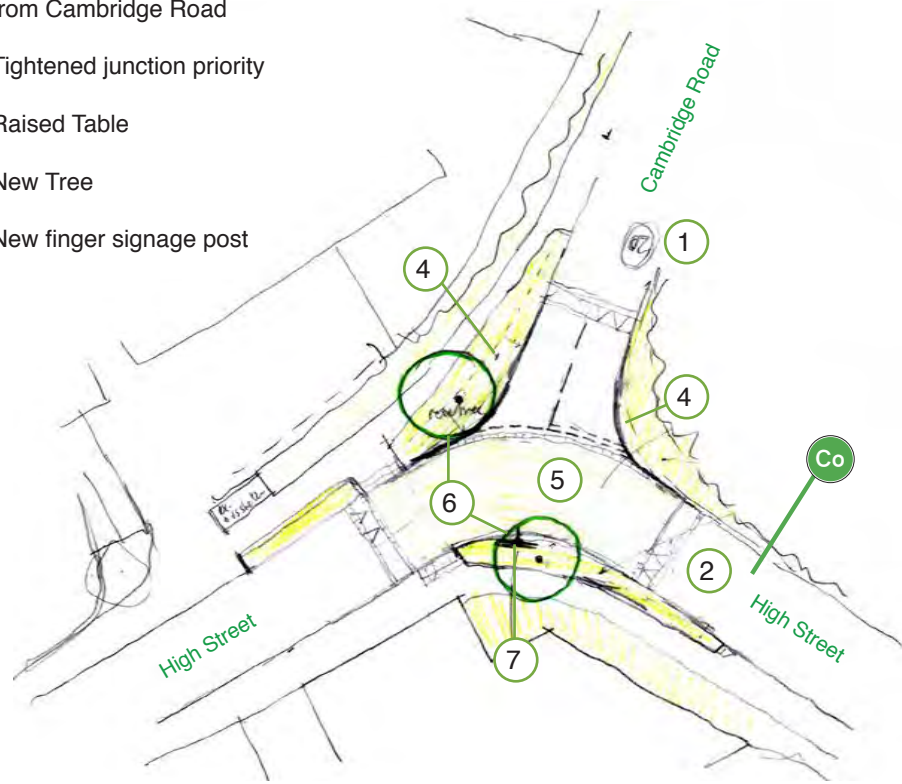 from Cambridge Road
Tightened junction priority
Raised Table
New Tree
New finger signage post
Cambridge Road
1
4
4
Co
5
6
2
High Street
High Street
7